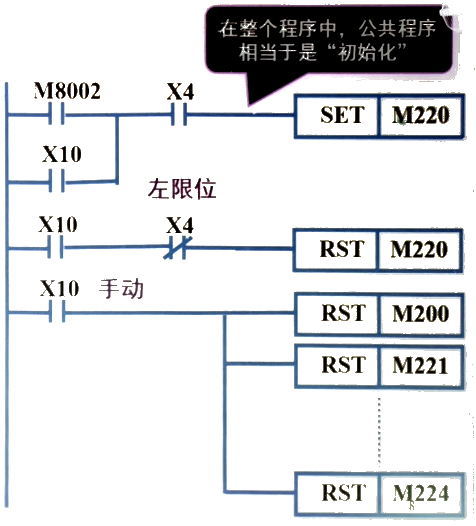 在整个程序中，公共程序
相当于是“初始化”
M8002
X4
SET M220
X10
左限位
X10
X4
RST M220
X10
手动
RST M200
RST M221
RST M224
8